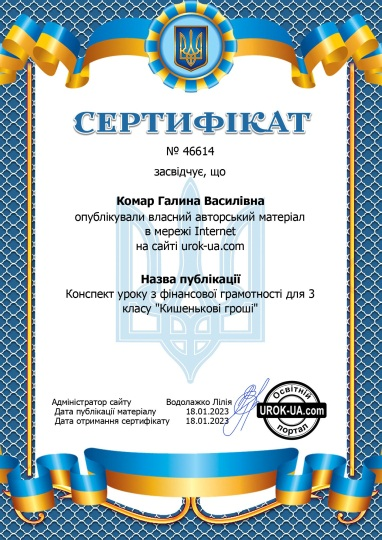 СЕРТИФІКАТ
№ 46614
засвідчує, що
Комар Галина Василівна
опублікували власний авторський матеріал
в мережі Internet
на сайті urok-ua.com
Назва публікації
Конспект уроку з фінансової грамотності для 3
класу "Кишенькові гроші"
Адміністратор сайту Водолажко Лілія
Дата публікації матеріалу 18.01.2023
Дата отримання сертифікату 18.01.2023
Освітній
UROK-UA.com
портал